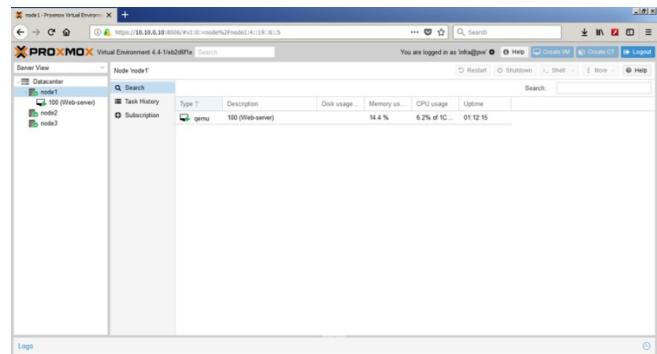 node1 - Proxmox Virtual Environ
https://10.10.0.10:8006/#v1:0:=node%2Fnode1:4::19::6::5
Search
PROXMOX Virtual Environment 4.4-1/eb2d6f1e Search
You are logged in as 'infra@pve' Help Create VM Create CT Logout
Server View
Node 'node1'
Restart Shutdown Shell More Help
Datacenter
node1
100 (Web-server)
node2
node3
Search
Task History
Subscription
Search:
Type Description Disk usage... Memory us... CPU usage Uptime
qemu 100 (Web-server) 14.4 % 6.2% of 1C... 01:12:15
Logs